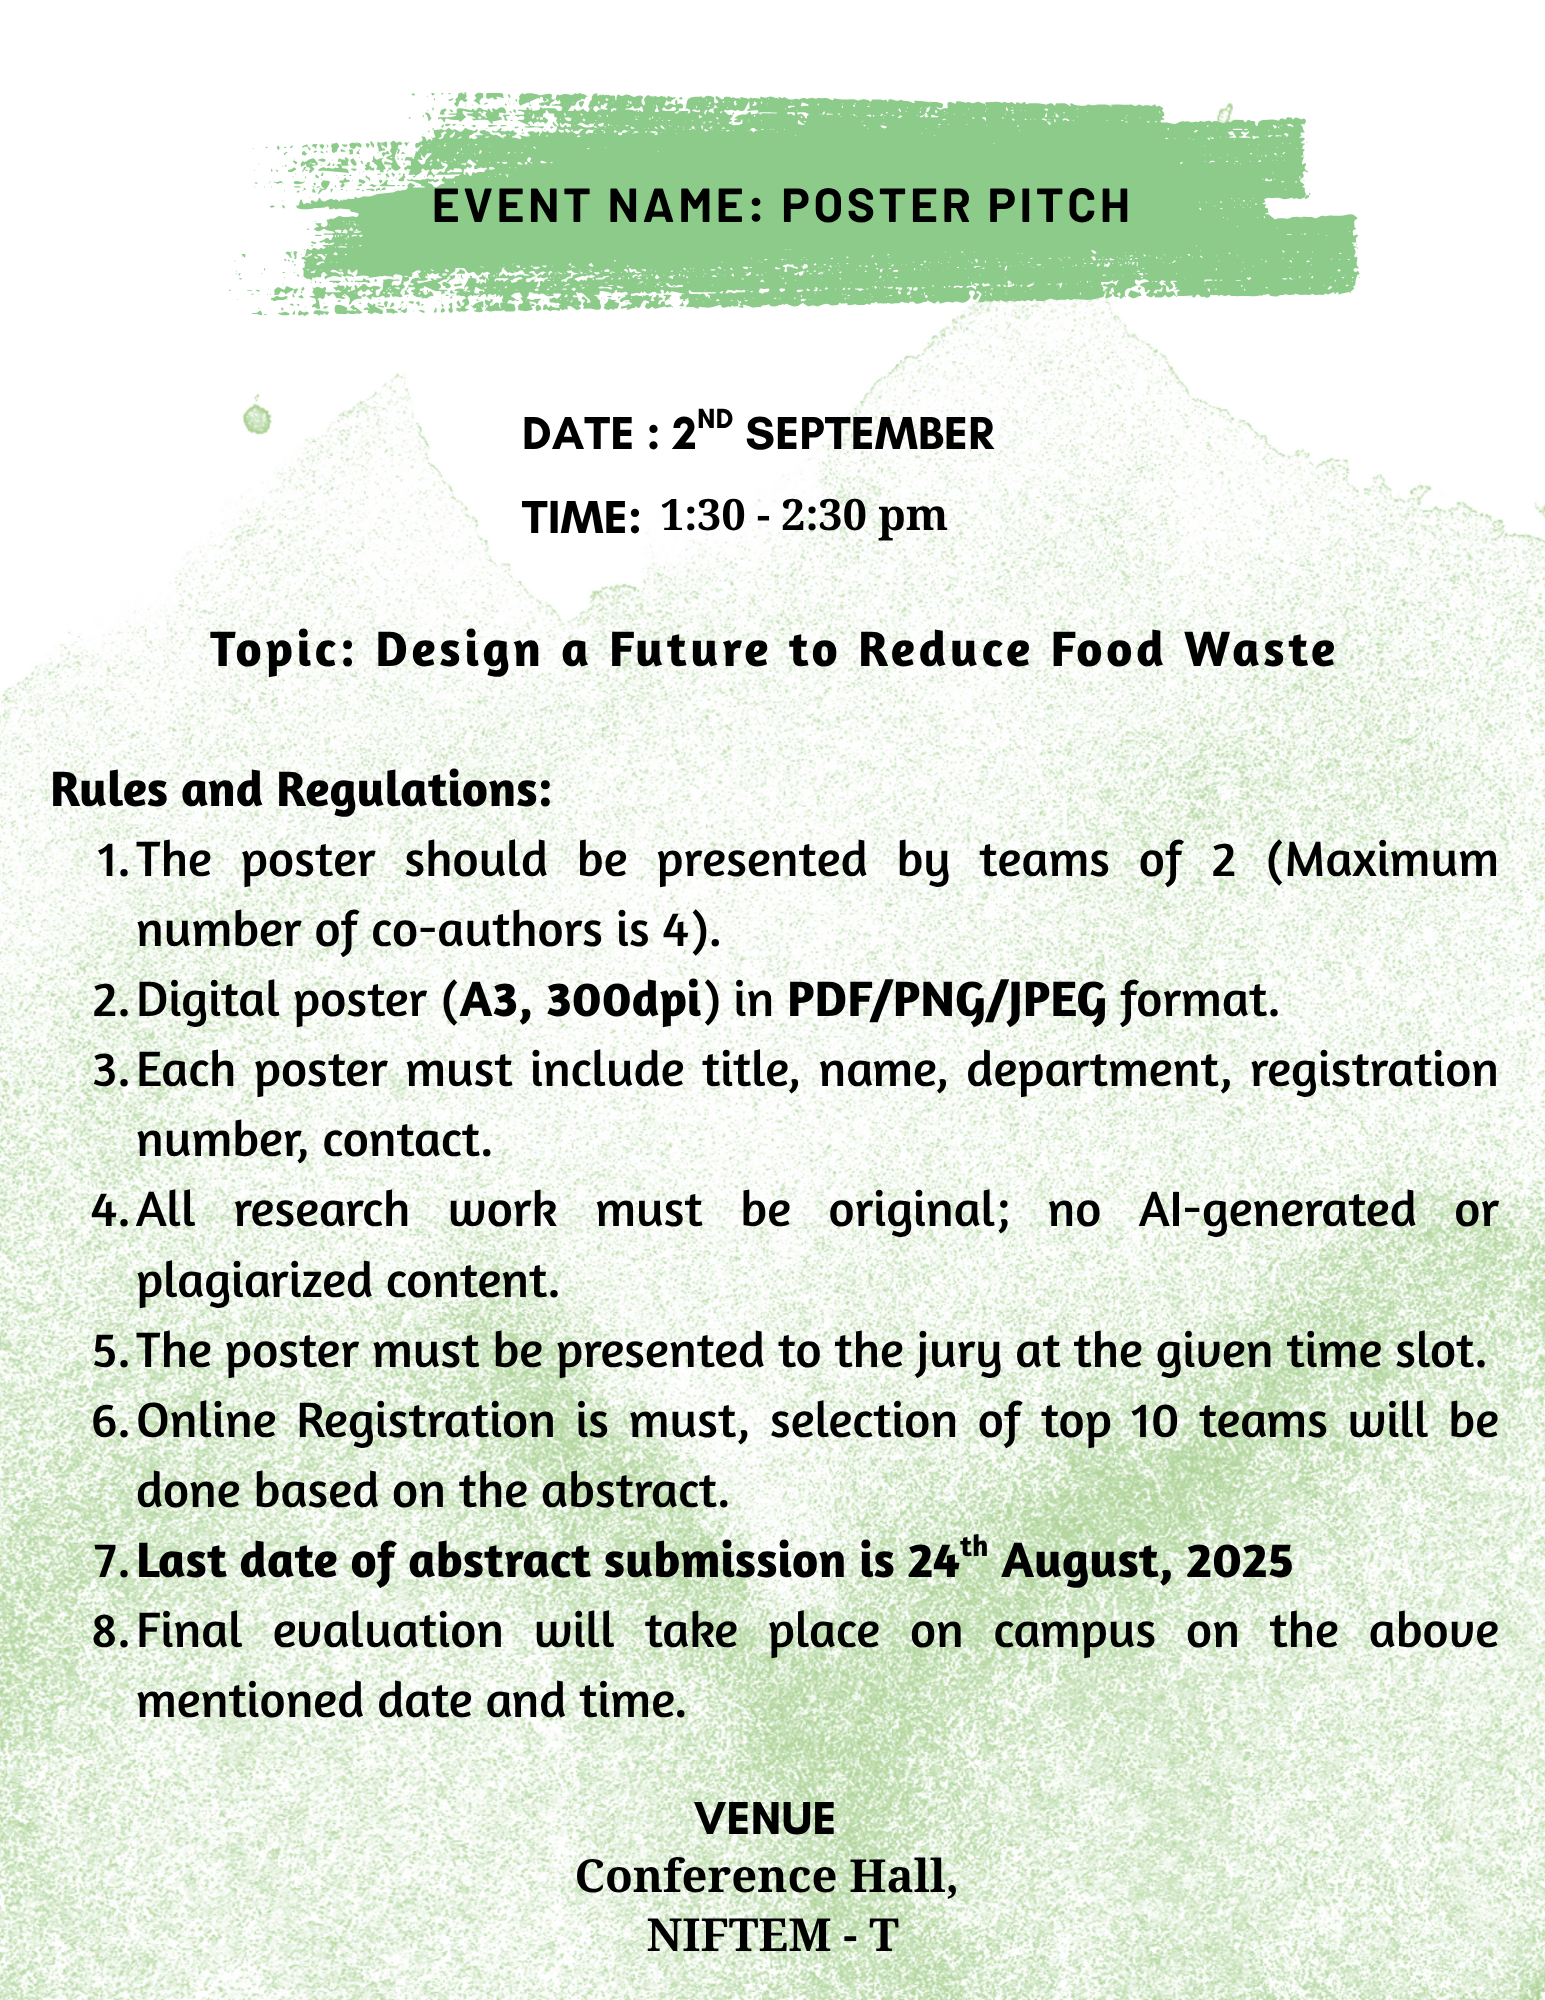 EVENT NAME: POSTER PITCH
DATE : 2ND SEPTEMBER
TIME: 1:30 - 2:30 pm
Topic: Design a Future to Reduce Food Waste
Rules and Regulations:
1. The poster should be presented by teams of 2 (Maximum
number of co-authors is 4).
2. Digital poster (A3, 300dpi) in PDF/PNG/JPEG format.
3. Each poster must include title, name, department, registration
number, contact.
4. All research work must be original; no AI-generated or
plagiarized content.
5. The poster must be presented to the jury at the given time slot.
6. Online Registration is must, selection of top 10 teams will be
done based on the abstract.
7. Last date of abstract submission is 24th August, 2025
8. Final evaluation will take place on campus on the above
mentioned date and time.
VENUE
Conference Hall,
NIFTEM - T